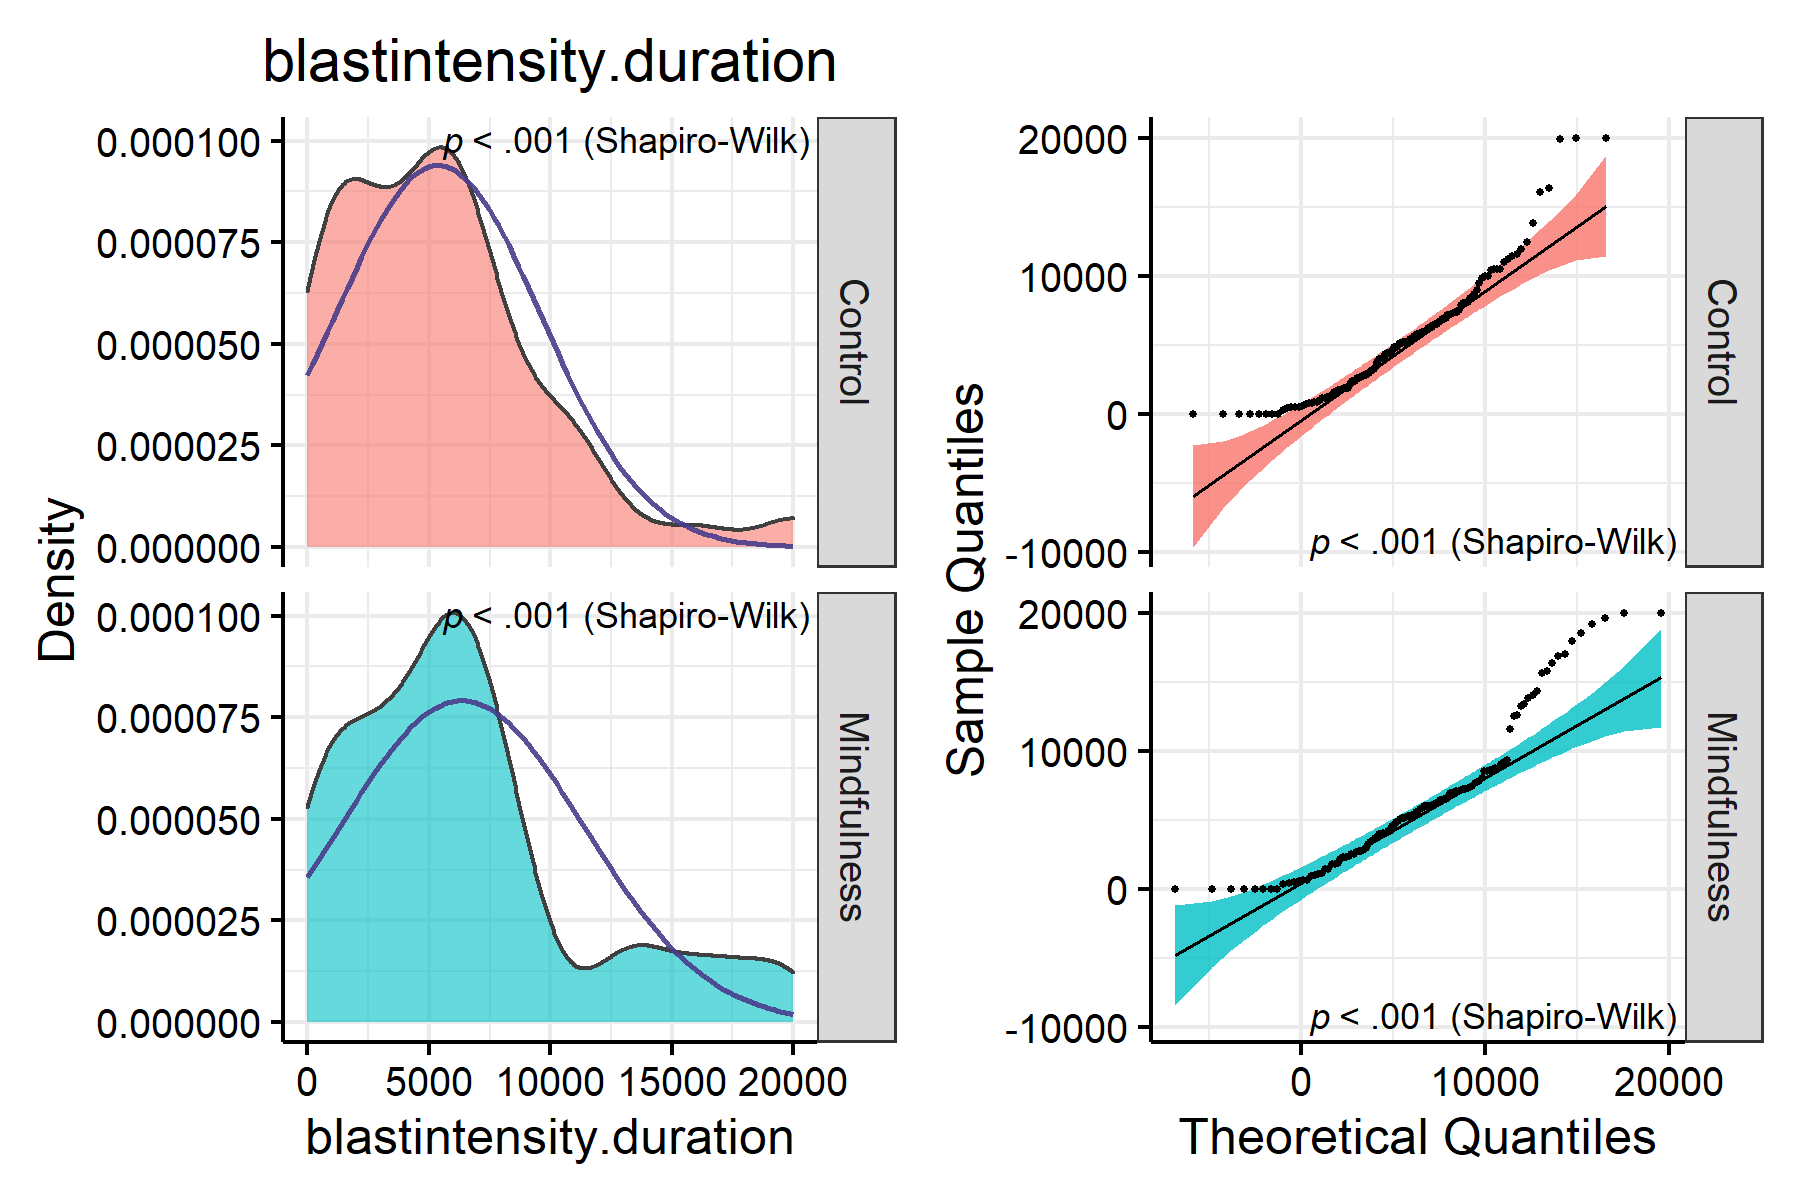 blastintensity.duration
Density
0.000100
0.000075
0.000050
0.000025
0.000000
p < .001 (Shapiro-Wilk)
Control
0.000100
0.000075
0.000050
0.000025
0.000000
p < .001 (Shapiro-Wilk)
Mindfulness
0 5000 10000 15000 20000
blastintensity.duration
Sample Quantiles
20000
10000
0
-10000
p < .001 (Shapiro-Wilk)
Control
20000
10000
0
-10000
p < .001 (Shapiro-Wilk)
Mindfulness
0 10000 20000
Theoretical Quantiles